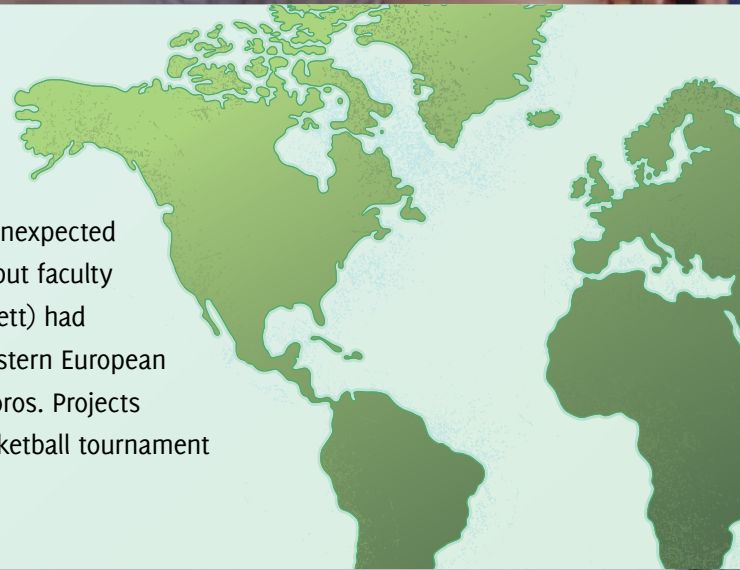 nexpected
out faculty
ett) had
stern European
oros. Projects
ketball tournament